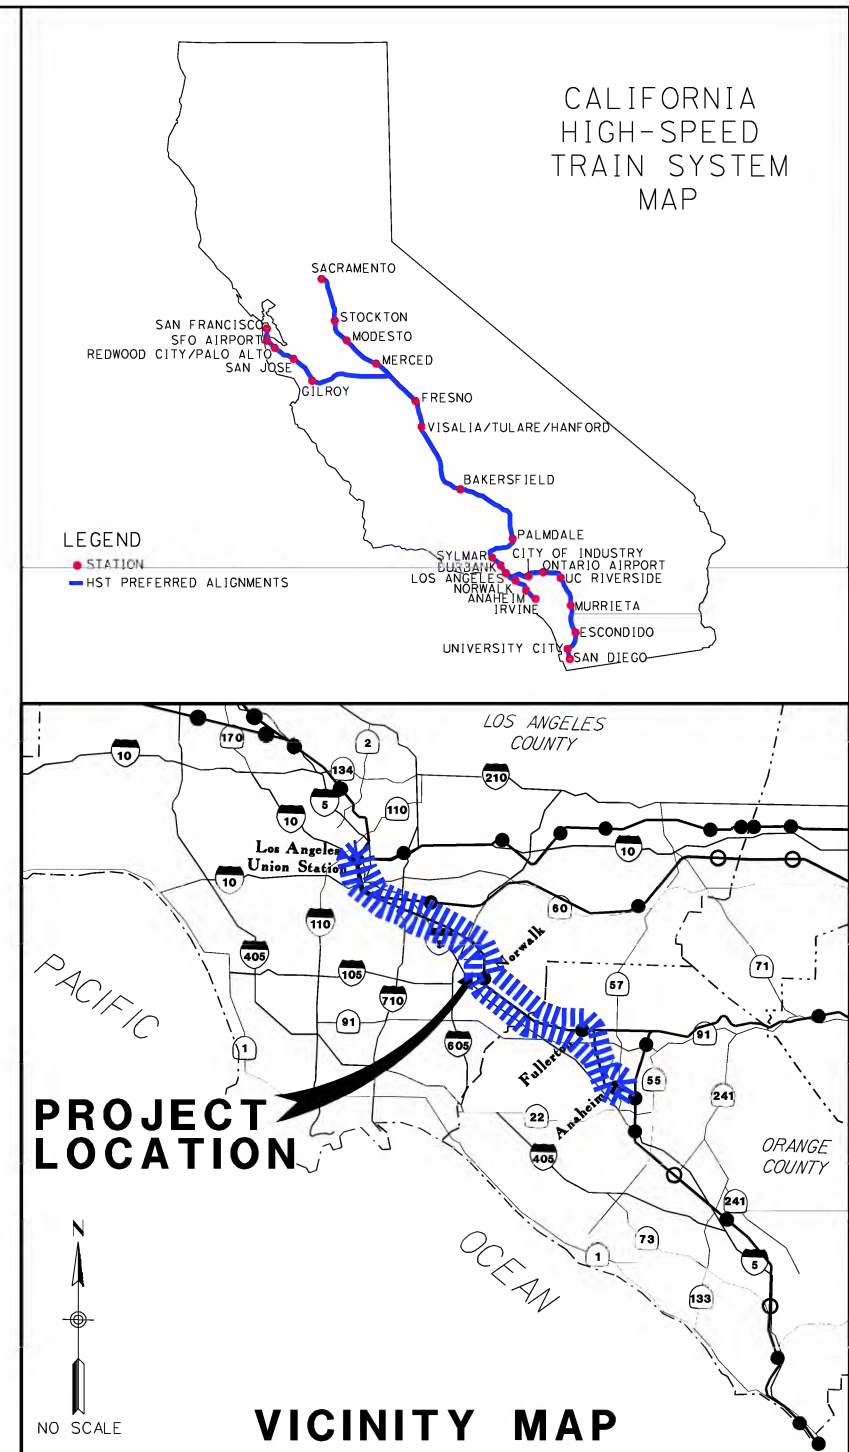 CALIFORNIA
HIGH-SPEED
TRAIN SYSTEM
MAP
SACRAMENTO
STOCKTON
SAN FRANCISCO
MODESTO
SFO AIRPORT
REDWOOD CITY/PALO ALTO
MERCED
SAN JOSE
GILROY
FRESNO
VISALIA/TULARE/HANFORD
BAKERSFIELD
PALMDALE
LEGEND
STATION
HST PREFERRED ALIGNMENTS
SYLMAR
CITY OF INDUSTRY
BURBANK
ONTARIO AIRPORT
LOS ANGELES
UC RIVERSIDE
NORWALK
ANAHEIM
IRVINE
MURRIETA
ESCONDIDO
UNIVERSITY CITY
SAN DIEGO
LOS ANGELES
COUNTY
170
2
10
134
210
5
110
10
Los Angeles
Union Station
10
10
60
110
Norwalk
405
105
71
57
710
91
91
1
605
Fullerton
55
241
22
Anaheim
PROJECT
LOCATION
405
ORANGE
COUNTY
PACIFIC
241
73
1
5
133
OCEAN
N
NO SCALE
VICINITY MAP